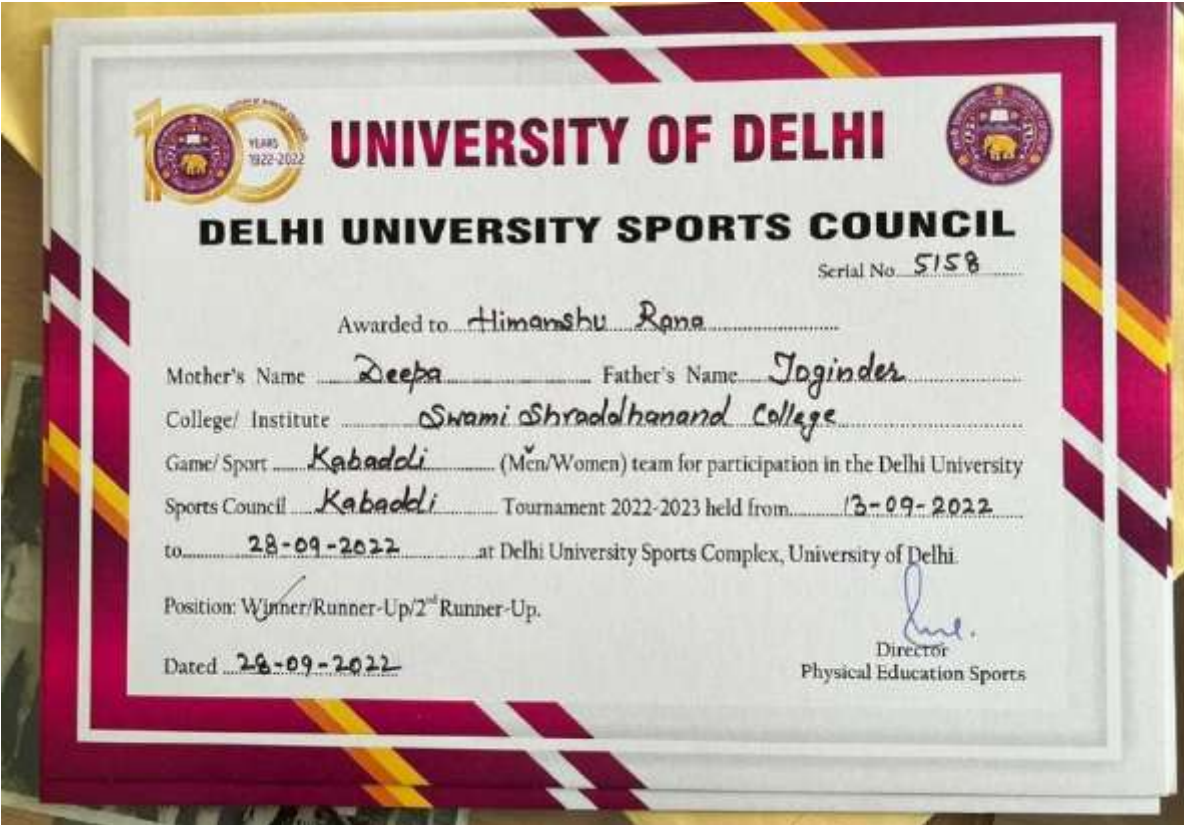 YEARS
1922-2022
UNIVERSITY OF DELHI
DELHI UNIVERSITY SPORTS COUNCIL
Serial No. 5158
Awarded to Himanshu Rana
Mother's Name Deepa Father's Name Joginder
College/ Institute Swami Shraddhanand College
Game/ Sport Kabaddi (Men/Women) team for participation in the Delhi University
Sports Council Kabaddi Tournament 2022-2023 held from 13-09-2022
to 28-09-2022 at Delhi University Sports Complex, University of Delhi.
Position: Winner/Runner-Up/2nd Runner-Up.
Dated 28-09-2022
Director
Physical Education Sports